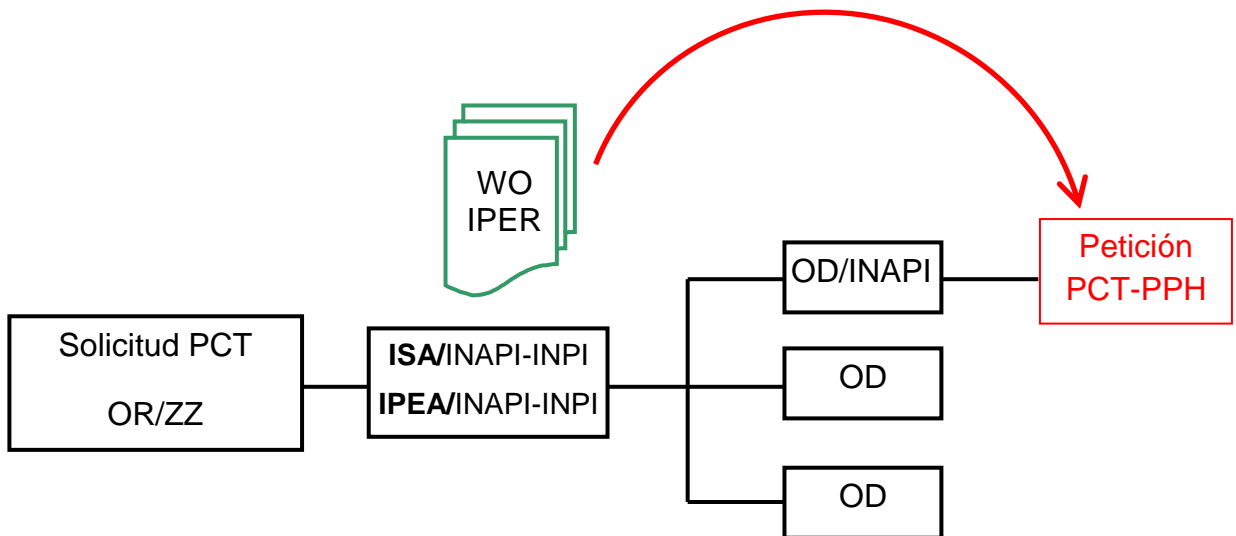 WO
IPER
Petición
PCT-PPH
OD/INAPI
Solicitud PCT
OR/ZZ
ISA/INAPI-INPI
IPEA/INAPI-INPI
OD
OD